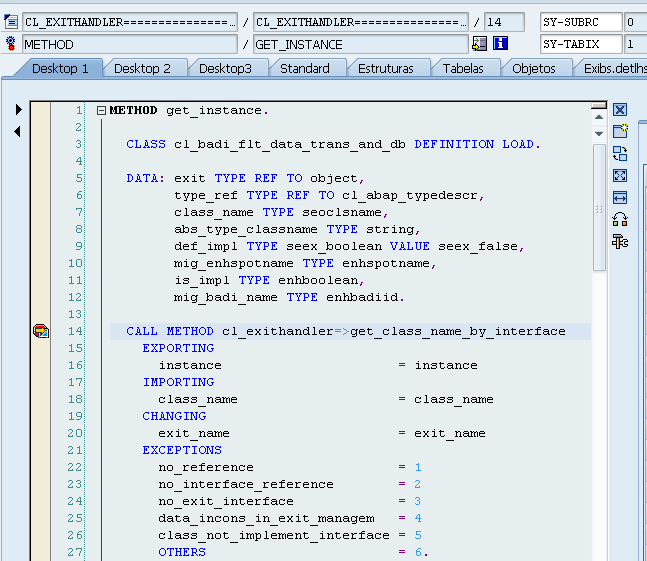 CL_EXITHANDLER==============... / CL_EXITHANDLER==============... / 14 SY-SUBRC 0
METHOD / GET_INSTANCE SY-TABIX 1
Desktop 1 Desktop 2 Desktop3 Standard Estruturas Tabelas Objetos Exibs.detlhs
1 METHOD get_instance.
2
3 CLASS cl_badi_flt_data_trans_and_db DEFINITION LOAD.
4
5 DATA: exit TYPE REF TO object,
6 type_ref TYPE REF TO cl_abap_typedescr,
7 class_name TYPE seoclsname,
8 abs_type_classname TYPE string,
9 def_impl TYPE seex_boolean VALUE seex_false,
10 mig_enhspotname TYPE enhspotname,
11 is_impl TYPE enhboolean,
12 mig_badi_name TYPE enhbadiid.
13
14 CALL METHOD cl_exithandler=>get_class_name_by_interface
15 EXPORTING
16 instance = instance
17 IMPORTING
18 class_name = class_name
19 CHANGING
20 exit_name = exit_name
21 EXCEPTIONS
22 no_reference = 1
23 no_interface_reference = 2
24 no_exit_interface = 3
25 data_incons_in_exit_managem = 4
26 class_not_implement_interface = 5
27 OTHERS = 6.